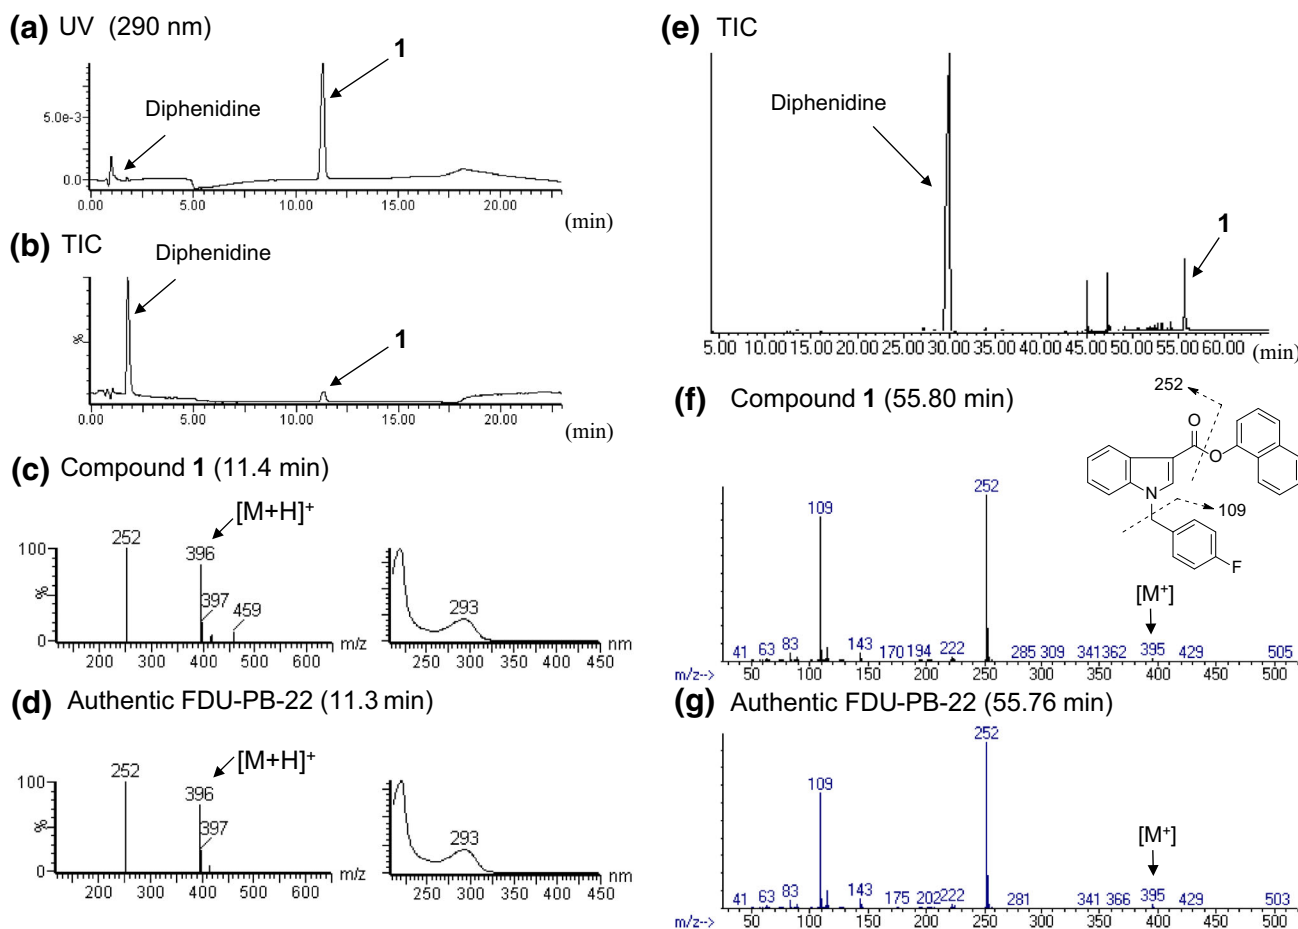 (a) UV (290 nm)
1
Diphenidine
5.0e-3
0.0
0.00 5.00 10.00 15.00 20.00
(min)
(b) TIC
Diphenidine
1
%
0.00 5.00 10.00 15.00 20.00
(min)
(c) Compound 1 (11.4 min)
[M+H]+
252
396
397
459
100
%
0
200 300 400 500 600 m/z
293
250 300 350 400 450 nm
(d) Authentic FDU-PB-22 (11.3 min)
[M+H]+
252
396
397
100
%
0
200 300 400 500 600 m/z
293
250 300 350 400 450 nm
(e) TIC
Diphenidine
1
5.00 10.00 15.00 20.00 25.00 30.00 35.00 40.00 45.00 50.00 55.00 60.00 (min)
(f) Compound 1 (55.80 min)
252
O
O
N
109
F
252
109
[M+]
41 63 83 143 170 194 222 285 309 341 362 395 429 505
m/z--> 50 100 150 200 250 300 350 400 450 500
(g) Authentic FDU-PB-22 (55.76 min)
252
109
[M+]
41 63 83 143 175 202 222 281 341 366 395 429 503
m/z--> 50 100 150 200 250 300 350 400 450 500